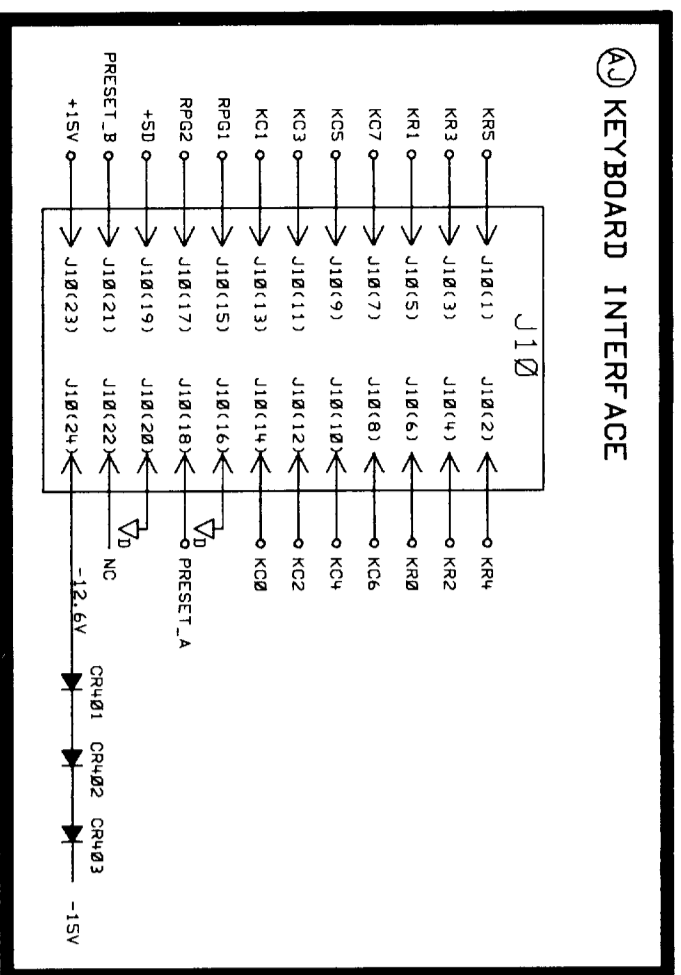 AJ KEYBOARD INTERFACE
J10
KR5 J10(1) J10(2) KR4
KR3 J10(3) J10(4) KR2
KR1 J10(5) J10(6) KR0
KC7 J10(7) J10(8) KC6
KC5 J10(9) J10(10) KC4
KC3 J10(11) J10(12) KC2
KC1 J10(13) J10(14) KC0
RPG1 J10(15) J10(16) D
RPG2 J10(17) J10(18) PRESET_A
+5D J10(19) J10(20) D
PRESET_B J10(21) J10(22) NC
+15V J10(23) J10(24) -12.6V CR401 CR402 CR403 -15V